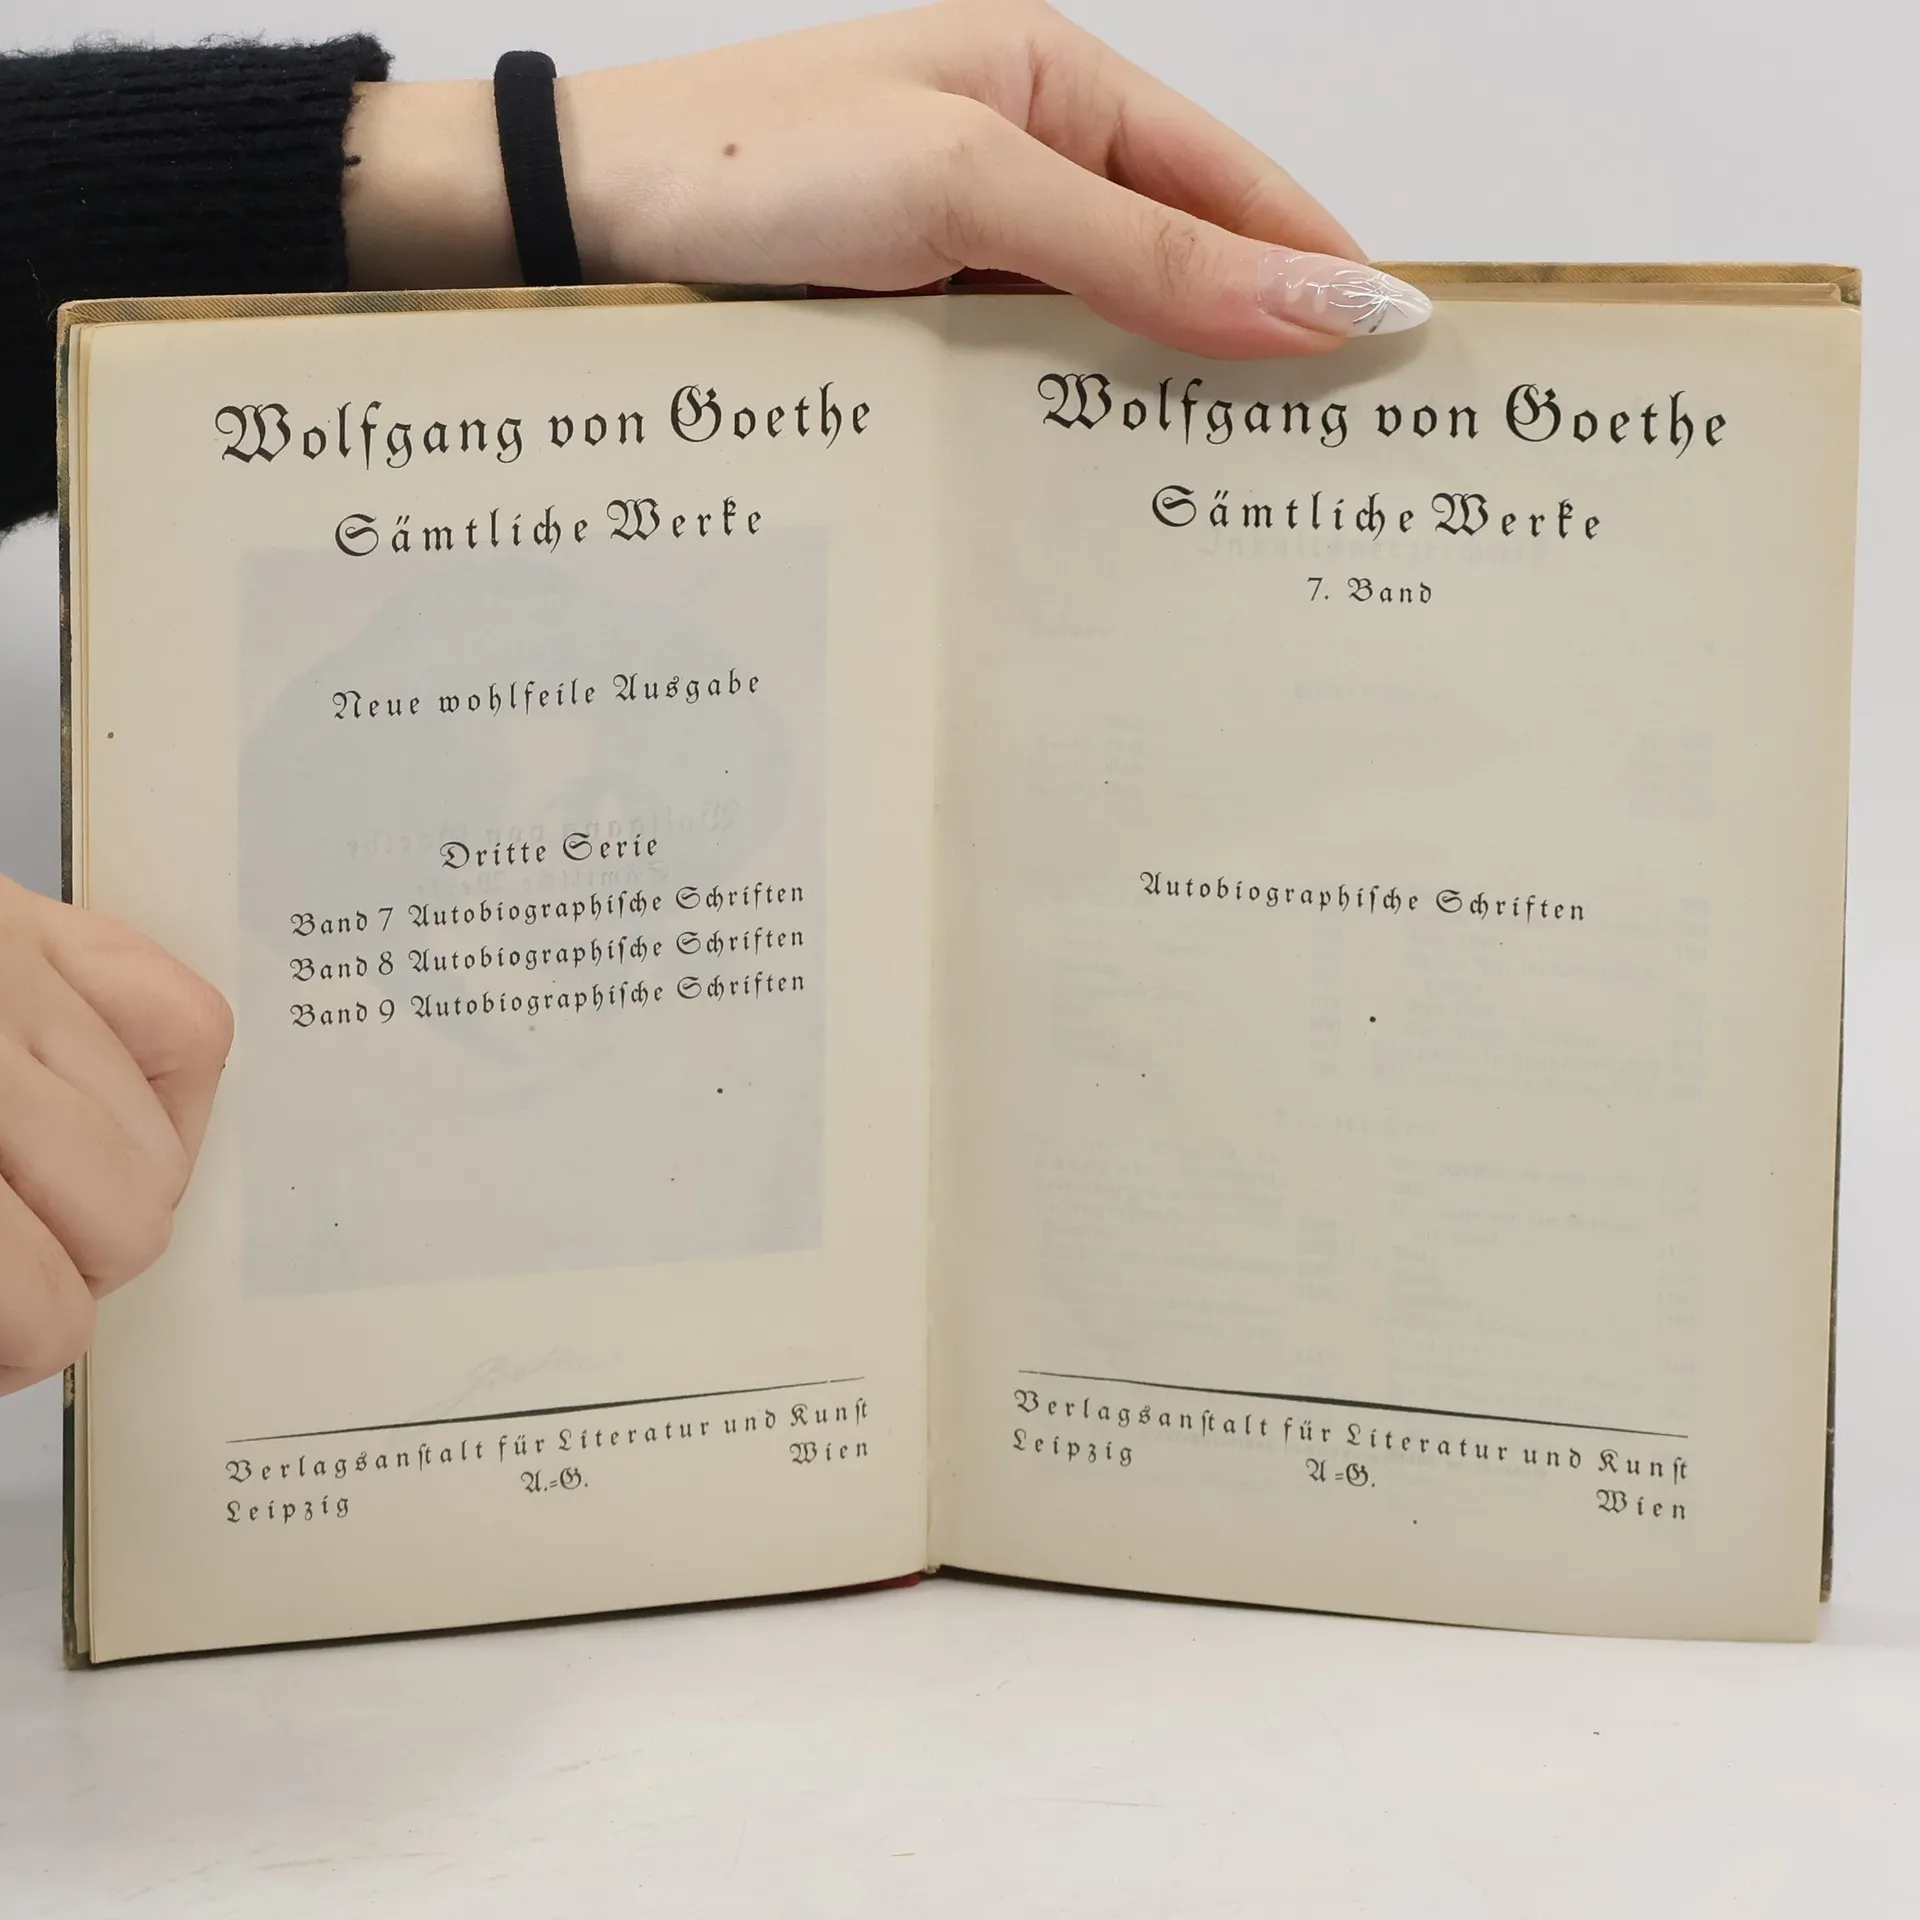 Wolfgang von Goethe
Sämtliche Werke
Neue wohlfeile Ausgabe
Dritte Serie
Band 7 Autobiographiſche Schriften
Band 8 Autobiographiſche Schriften
Band 9 Autobiographiſche Schriften
Verlagsanſtalt für Literatur und Kunſt
A.=G.
Leipzig Wien
Wolfgang von Goethe
Sämtliche Werke
7. Band
Autobiographiſche Schriften
Verlagsanſtalt für Literatur und Kunſt
A=G.
Leipzig Wien